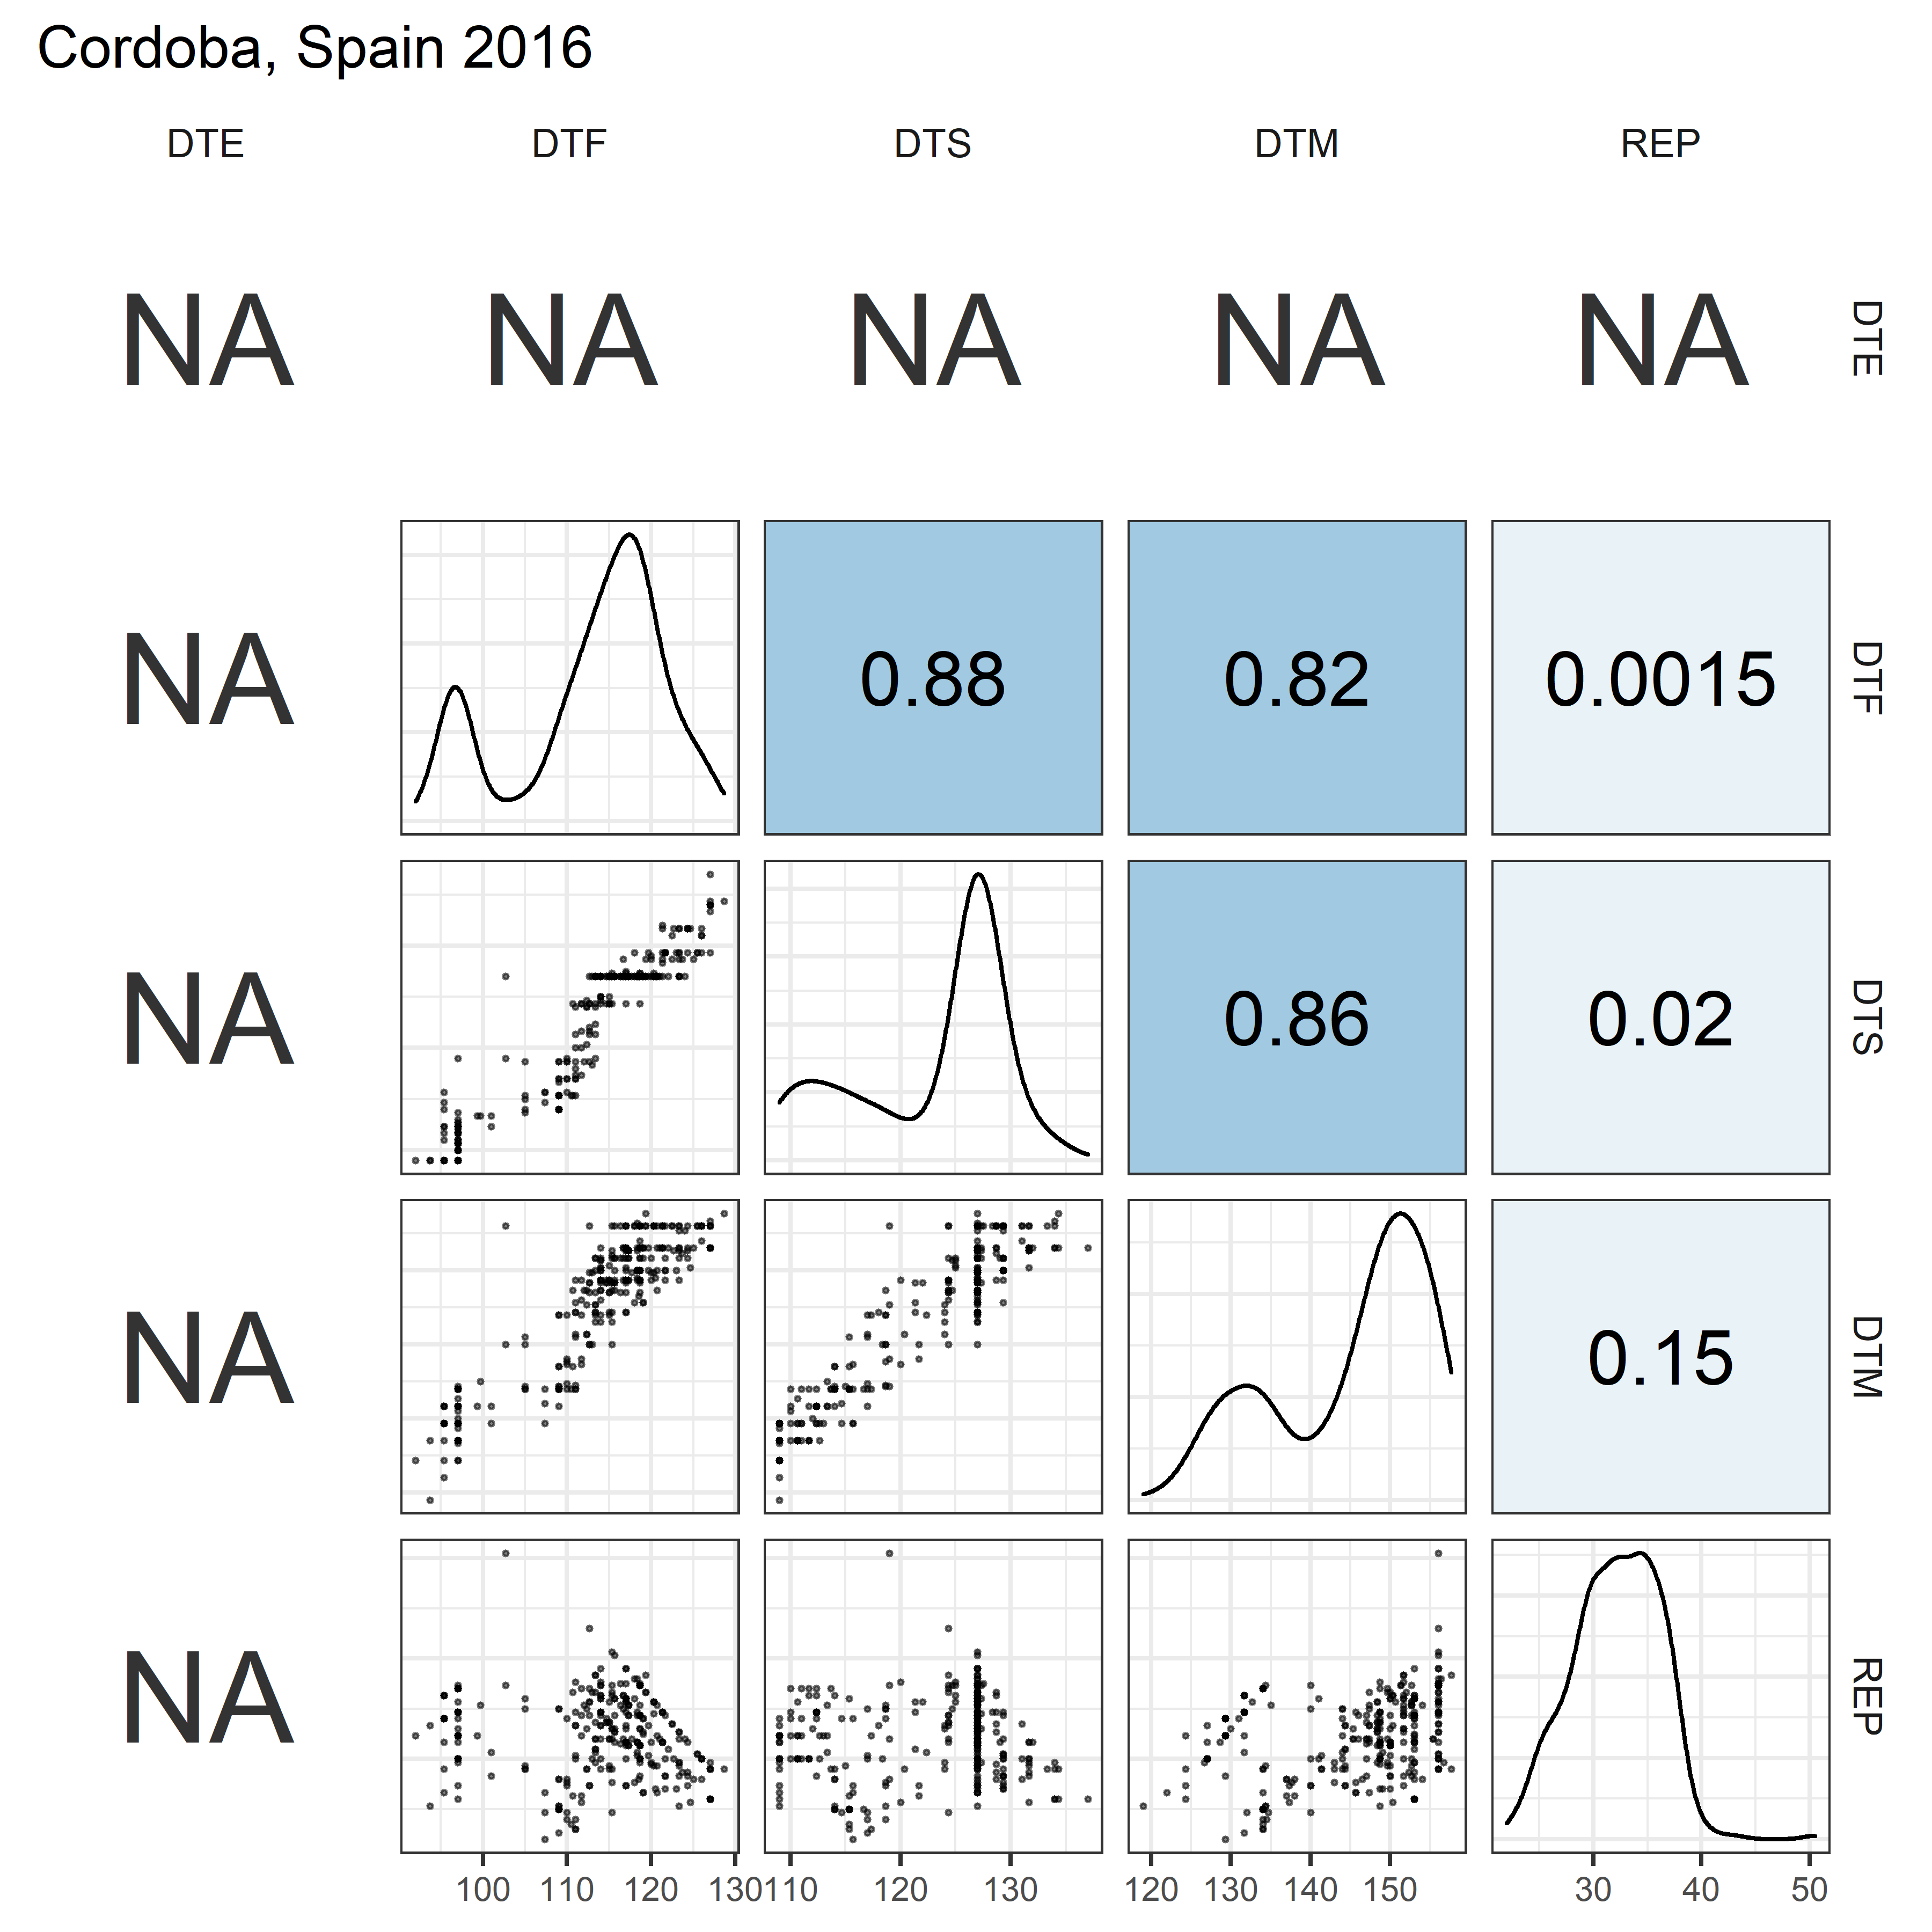 Cordoba, Spain 2016
DTE DTF DTS DTM REP
NA NA NA NA NA DTE
NA 0.88 0.82 0.0015 DTF
NA 0.86 0.02 DTS
NA 0.15 DTM
NA REP
100 110 120 130 110 120 130 120 130 140 150 30 40 50